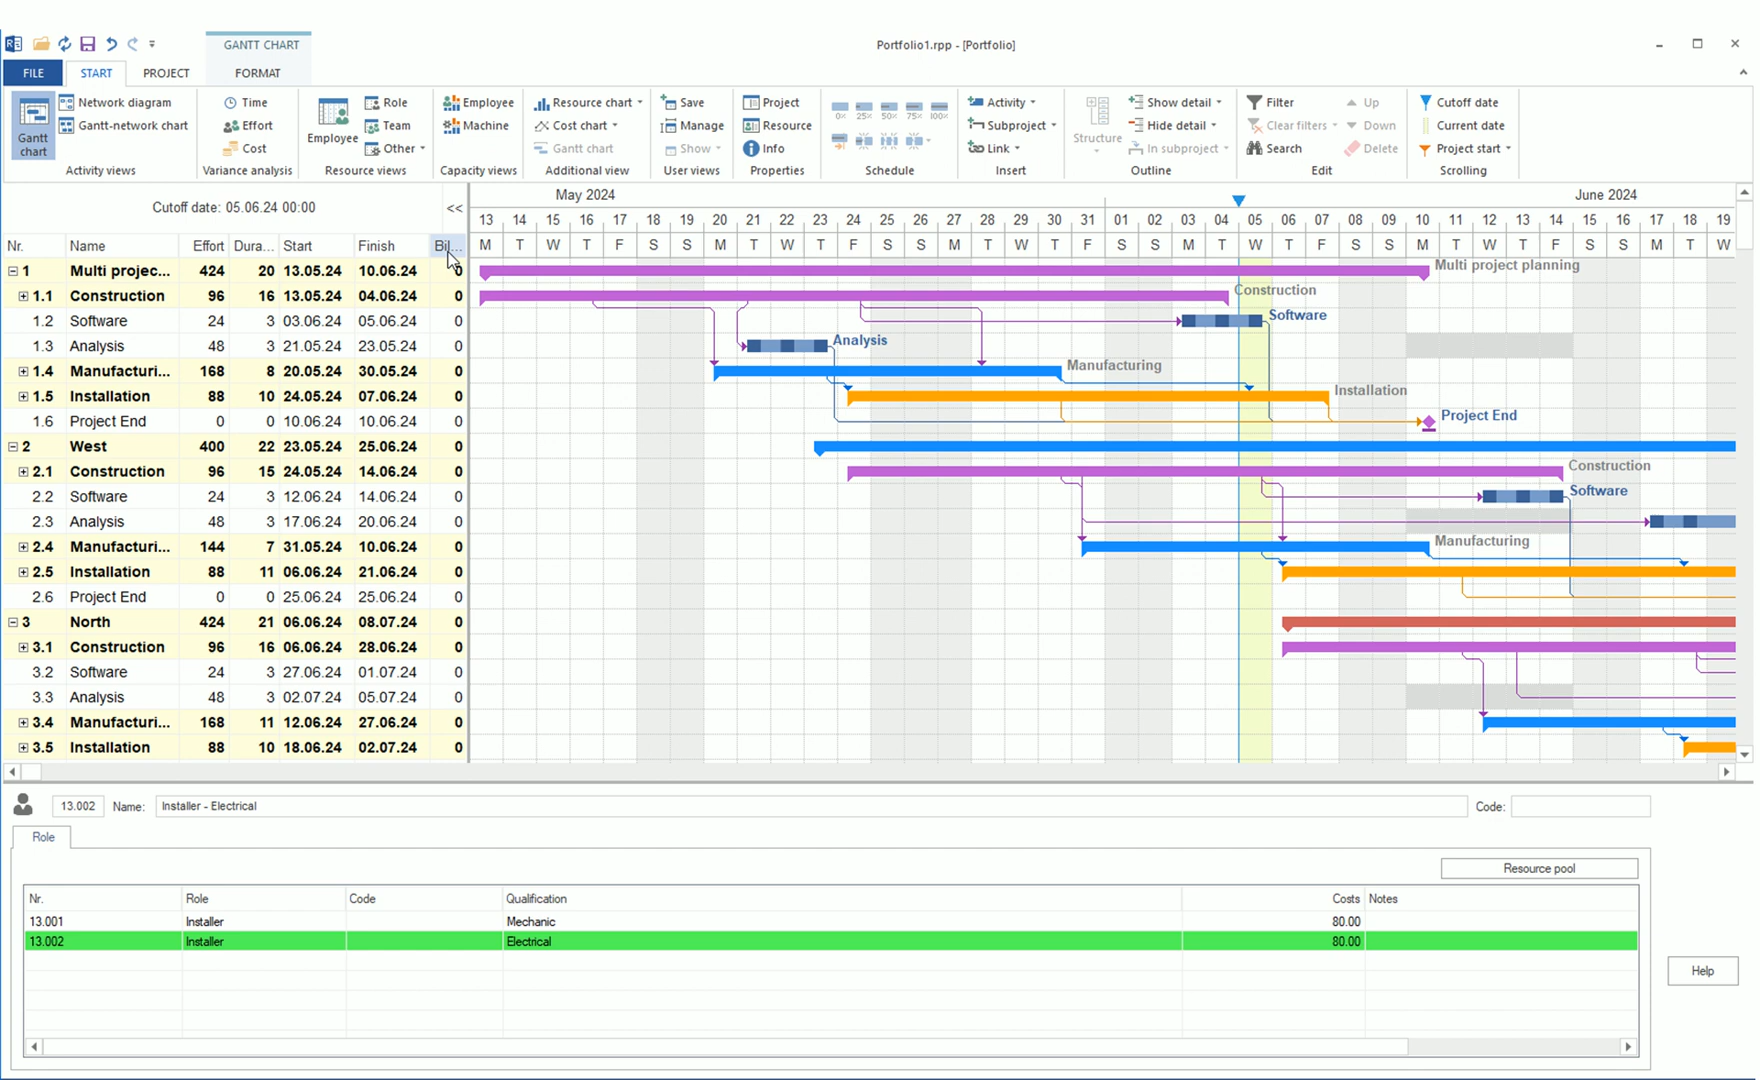 GANTT CHART
Portfolio1.rpp - [Portfolio]
FILE START PROJECT FORMAT
Gantt chart
Network diagram
Gantt-network chart
Activity views
Time
Effort
Cost
Variance analysis
Employee
Role
Team
Other
Resource views
Employee
Machine
Capacity views
Resource chart
Cost chart
Gantt chart
Additional view
Save
Manage
Show
User views
Project
Resource
Info
Properties
0% 25% 50% 75% 100%
Schedule
Activity
Subproject
Link
Insert
Structure
Show detail
Hide detail
In subproject
Outline
Filter
Clear filters
Search
Up
Down
Delete
Edit
Cutoff date
Current date
Project start
Scrolling
Cutoff date: 05.06.24 00:00 <<
May 2024 June 2024
13 14 15 16 17 18 19 20 21 22 23 24 25 26 27 28 29 30 31 01 02 03 04 05 06 07 08 09 10 11 12 13 14 15 16 17 18 19
M T W T F S S M T W T F S S M T W T F S S M T W T F S S M T W T F S S M T W
Nr. Name Effort Dura... Start Finish Bil...
1 Multi projec... 424 20 13.05.24 10.06.24 0 Multi project planning
1.1 Construction 96 16 13.05.24 04.06.24 0 Construction
1.2 Software 24 3 03.06.24 05.06.24 0 Software
1.3 Analysis 48 3 21.05.24 23.05.24 0 Analysis
1.4 Manufacturi... 168 8 20.05.24 30.05.24 0 Manufacturing
1.5 Installation 88 10 24.05.24 07.06.24 0 Installation
1.6 Project End 0 0 10.06.24 10.06.24 0 Project End
2 West 400 22 23.05.24 25.06.24 0
2.1 Construction 96 15 24.05.24 14.06.24 0 Construction
2.2 Software 24 3 12.06.24 14.06.24 0 Software
2.3 Analysis 48 3 17.06.24 20.06.24 0
2.4 Manufacturi... 144 7 31.05.24 10.06.24 0 Manufacturing
2.5 Installation 88 11 06.06.24 21.06.24 0
2.6 Project End 0 0 25.06.24 25.06.24 0
3 North 424 21 06.06.24 08.07.24 0
3.1 Construction 96 16 06.06.24 28.06.24 0
3.2 Software 24 3 27.06.24 01.07.24 0
3.3 Analysis 48 3 02.07.24 05.07.24 0
3.4 Manufacturi... 168 11 12.06.24 27.06.24 0
3.5 Installation 88 10 18.06.24 02.07.24 0
13.002 Name: Installer - Electrical Code:
Role
Resource pool
Nr. Role Code Qualification Costs Notes
13.001 Installer Mechanic 80.00
13.002 Installer Electrical 80.00
Help